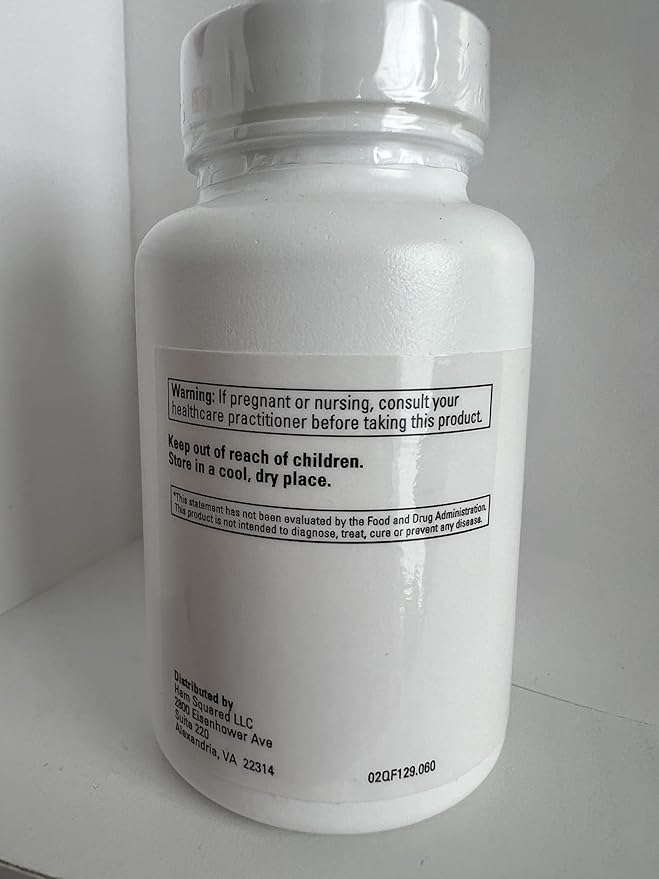 Warning: If pregnant or nursing, consult your
healthcare practitioner before taking this product.
Keep out of reach of children.
Store in a cool, dry place.
*This statement has not been evaluated by the Food and Drug Administration.
This product is not intended to diagnose, treat, cure or prevent any disease.
Distributed by
Ham Squared LLC
2800 Eisenhower Ave
Suite 220
Alexandria, VA 22314
02QF129.060